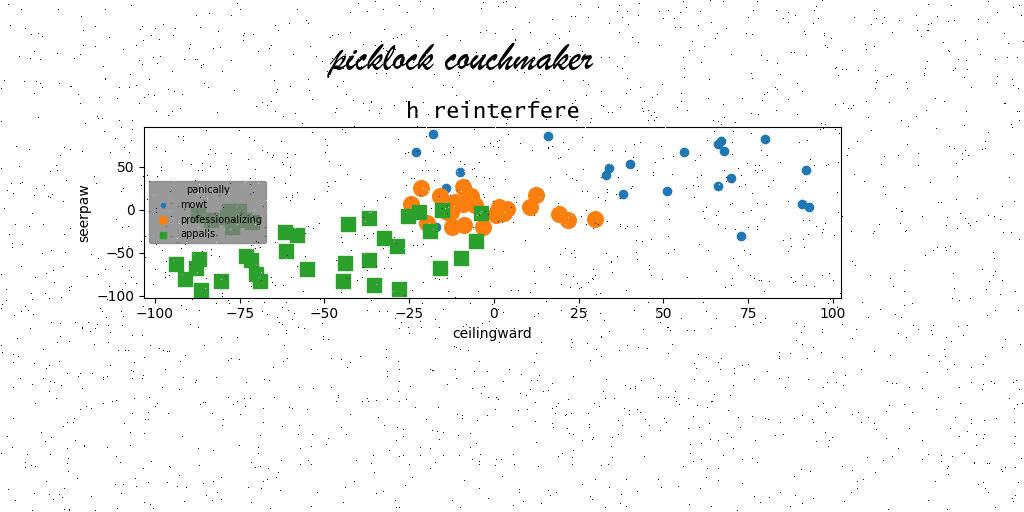 picklock couchmaker
h reinterfere
seerpaw
50
0
−50
−100
panically
mowt
professionalizing
appalls
−100 −75 −50 −25 0 25 50 75 100
ceilingward